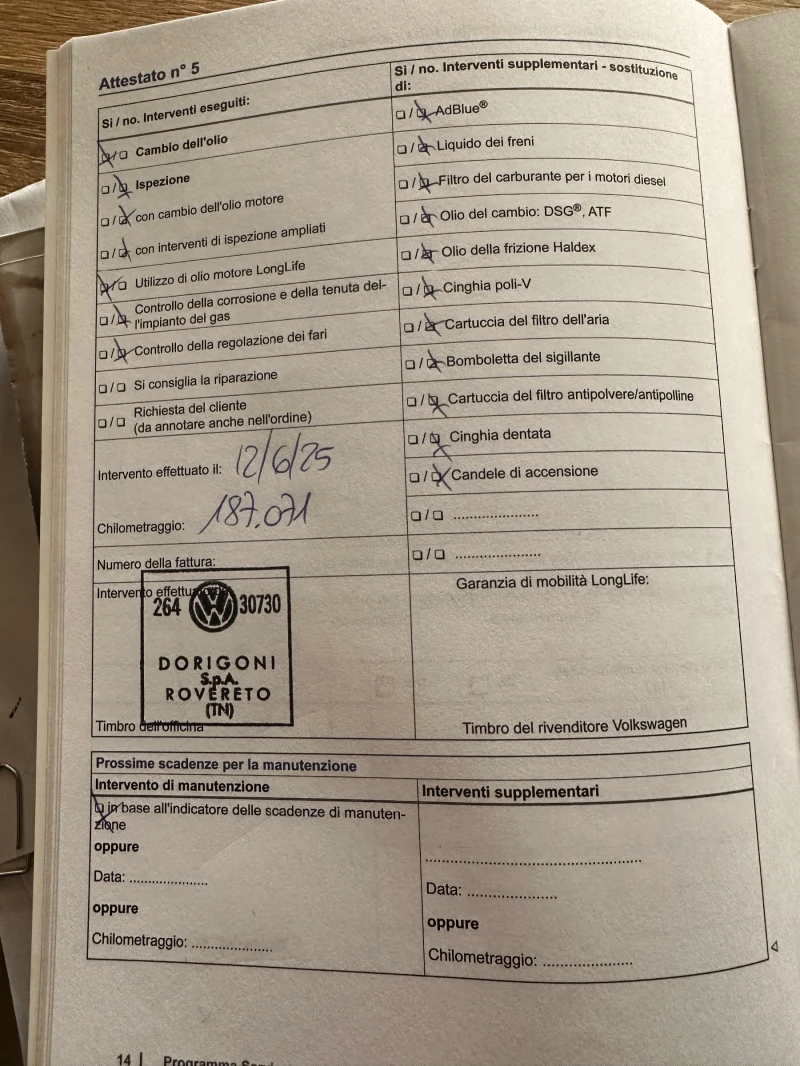 Attestato n° 5
Si / no. Interventi eseguiti:
☒/☐ Cambio dell'olio
☐/☒ Ispezione
☐/☒ con cambio dell'olio motore
☐/☒ con interventi di ispezione ampliati
☒/☐ Utilizzo di olio motore LongLife
☐/☒ Controllo della corrosione e della tenuta del-
l'impianto del gas
☐/☒ Controllo della regolazione dei fari
☐/☐ Si consiglia la riparazione
☐/☐ Richiesta del cliente
(da annotare anche nell'ordine)
Intervento effettuato il: 12/6/25
Chilometraggio: 187.071
Numero della fattura:
Intervento
264 VW 30730
DORIGONI
S.p.A.
ROVERETO
(TN)
Timbro dell'officina
Si / no. Interventi supplementari - sostituzione
di:
☐/☒ AdBlue®
☐/☒ Liquido dei freni
☐/☒ Filtro del carburante per i motori diesel
☐/☒ Olio del cambio: DSG®, ATF
☐/☒ Olio della frizione Haldex
☐/☒ Cinghia poli-V
☐/☒ Cartuccia del filtro dell'aria
☐/☒ Bomboletta del sigillante
☐/☒ Cartuccia del filtro antipolvere/antipolline
☐/☒ Cinghia dentata
☐/☒ Candele di accensione
☐/☐ .....................
☐/☐ .....................
Garanzia di mobilità LongLife:
Timbro del rivenditore Volkswagen
Prossime scadenze per la manutenzione
Intervento di manutenzione
☒ in base all'indicatore delle scadenze di manuten-
zione
oppure
Data: ...................
oppure
Chilometraggio: ...................
Interventi supplementari
.....................................................
Data: ......................
oppure
Chilometraggio: ......................
14 | Programma